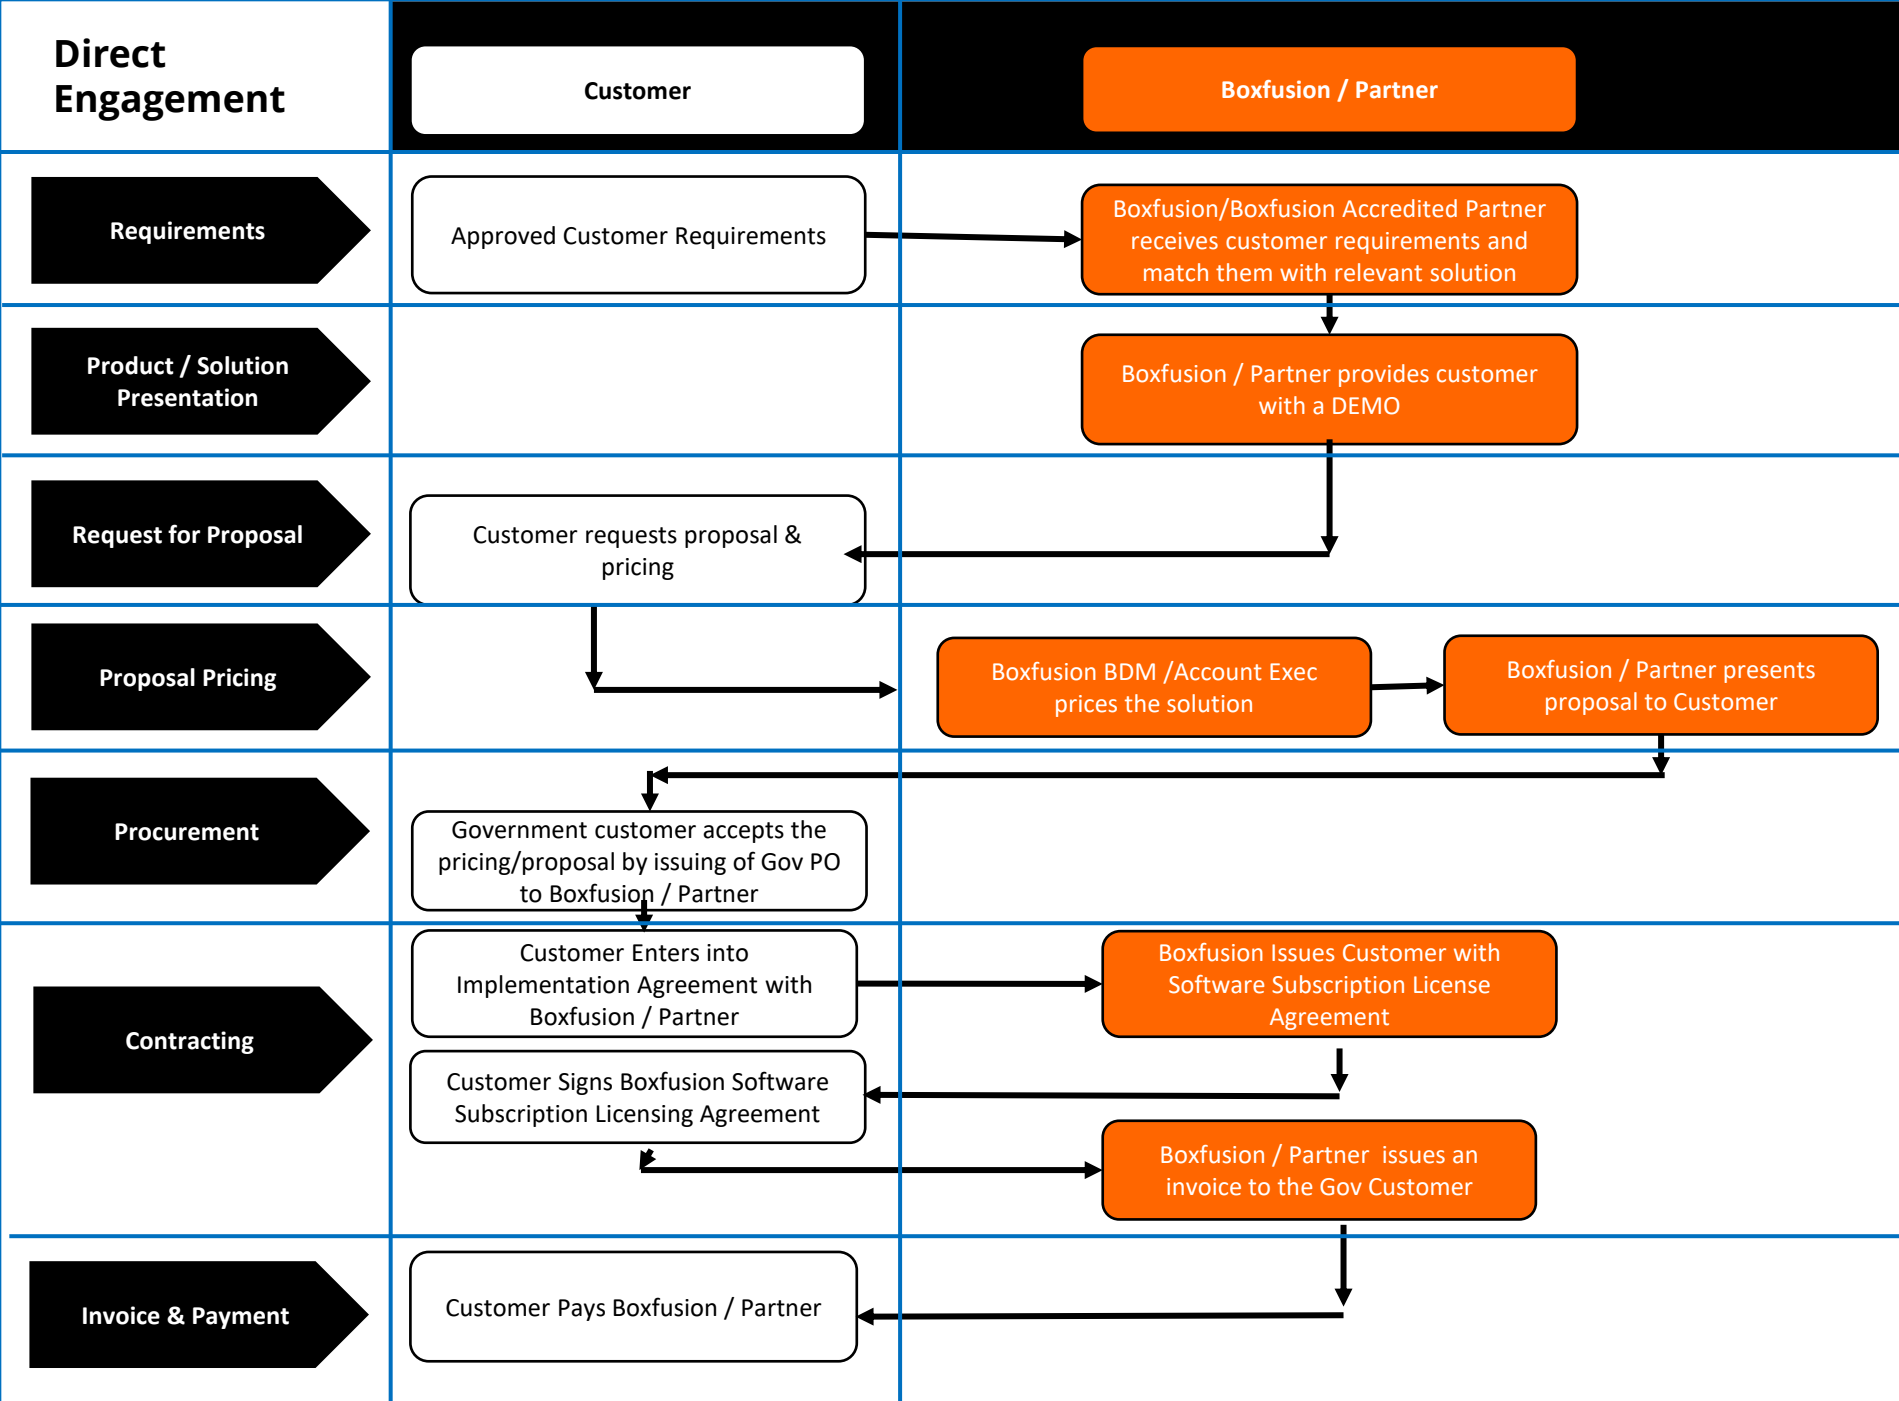 Direct
Engagement
Customer
Boxfusion / Partner
Requirements
Approved Customer Requirements
Boxfusion/Boxfusion Accredited Partner
receives customer requirements and
match them with relevant solution
Product / Solution
Presentation
Boxfusion / Partner provides customer
with a DEMO
Request for Proposal
Customer requests proposal &
pricing
Proposal Pricing
Boxfusion BDM /Account Exec
prices the solution
Boxfusion / Partner presents
proposal to Customer
Procurement
Government customer accepts the
pricing/proposal by issuing of Gov PO
to Boxfusion / Partner
Contracting
Customer Enters into
Implementation Agreement with
Boxfusion / Partner
Boxfusion Issues Customer with
Software Subscription License
Agreement
Customer Signs Boxfusion Software
Subscription Licensing Agreement
Boxfusion / Partner  issues an
invoice to the Gov Customer
Invoice & Payment
Customer Pays Boxfusion / Partner